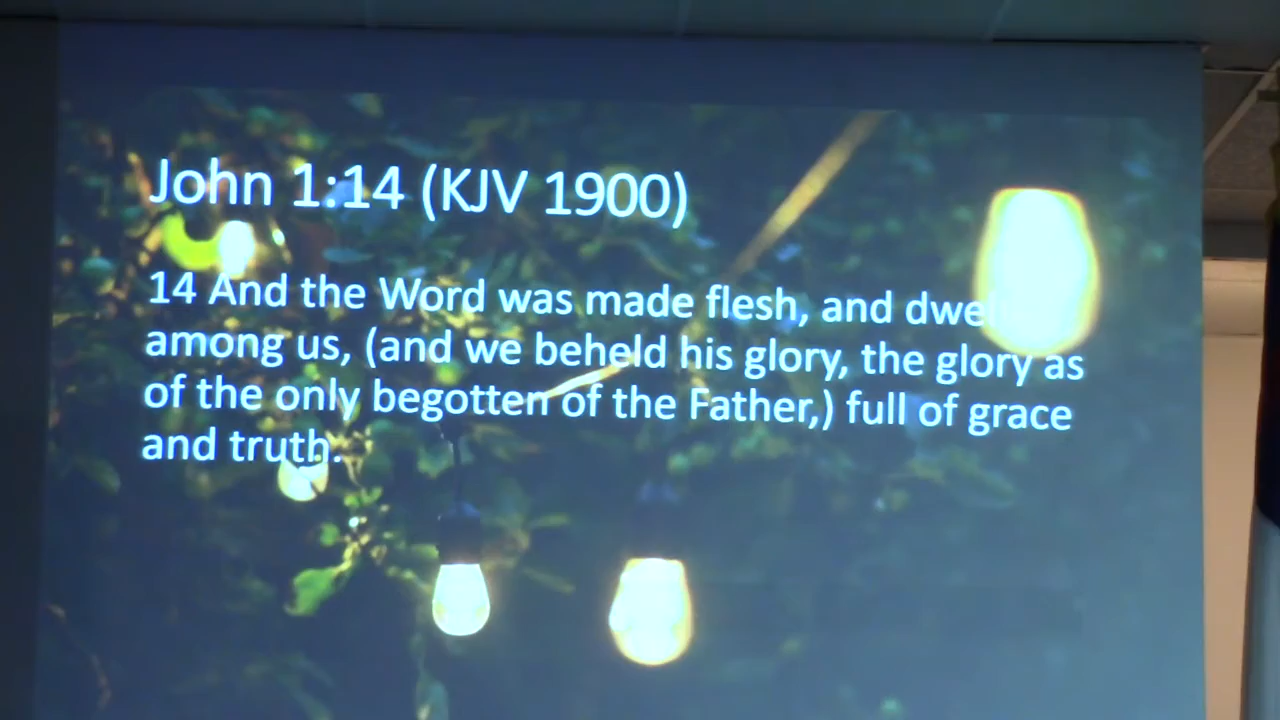 John 1:14 (KJV 1900)
14 And the Word was made flesh, and dwelt
among us, (and we beheld his glory, the glory as
of the only begotten of the Father,) full of grace
and truth.